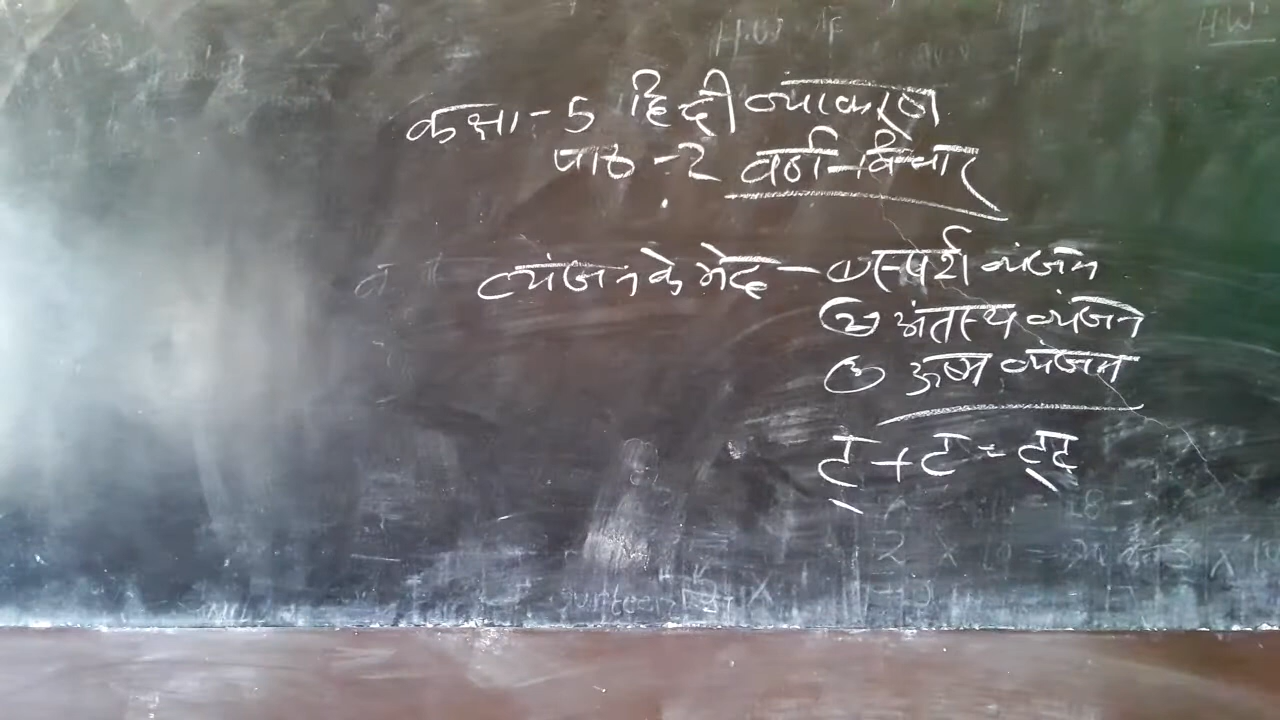 H.W
H.W
कक्षा - 5 हिंदी व्याकरण
पाठ - 2 वर्ण-विचार
व्यंजन के भेद - ① स्पर्श व्यंजन
② अंतस्थ व्यंजन
③ ऊष्म व्यंजन
ट् + ट = ट्ट